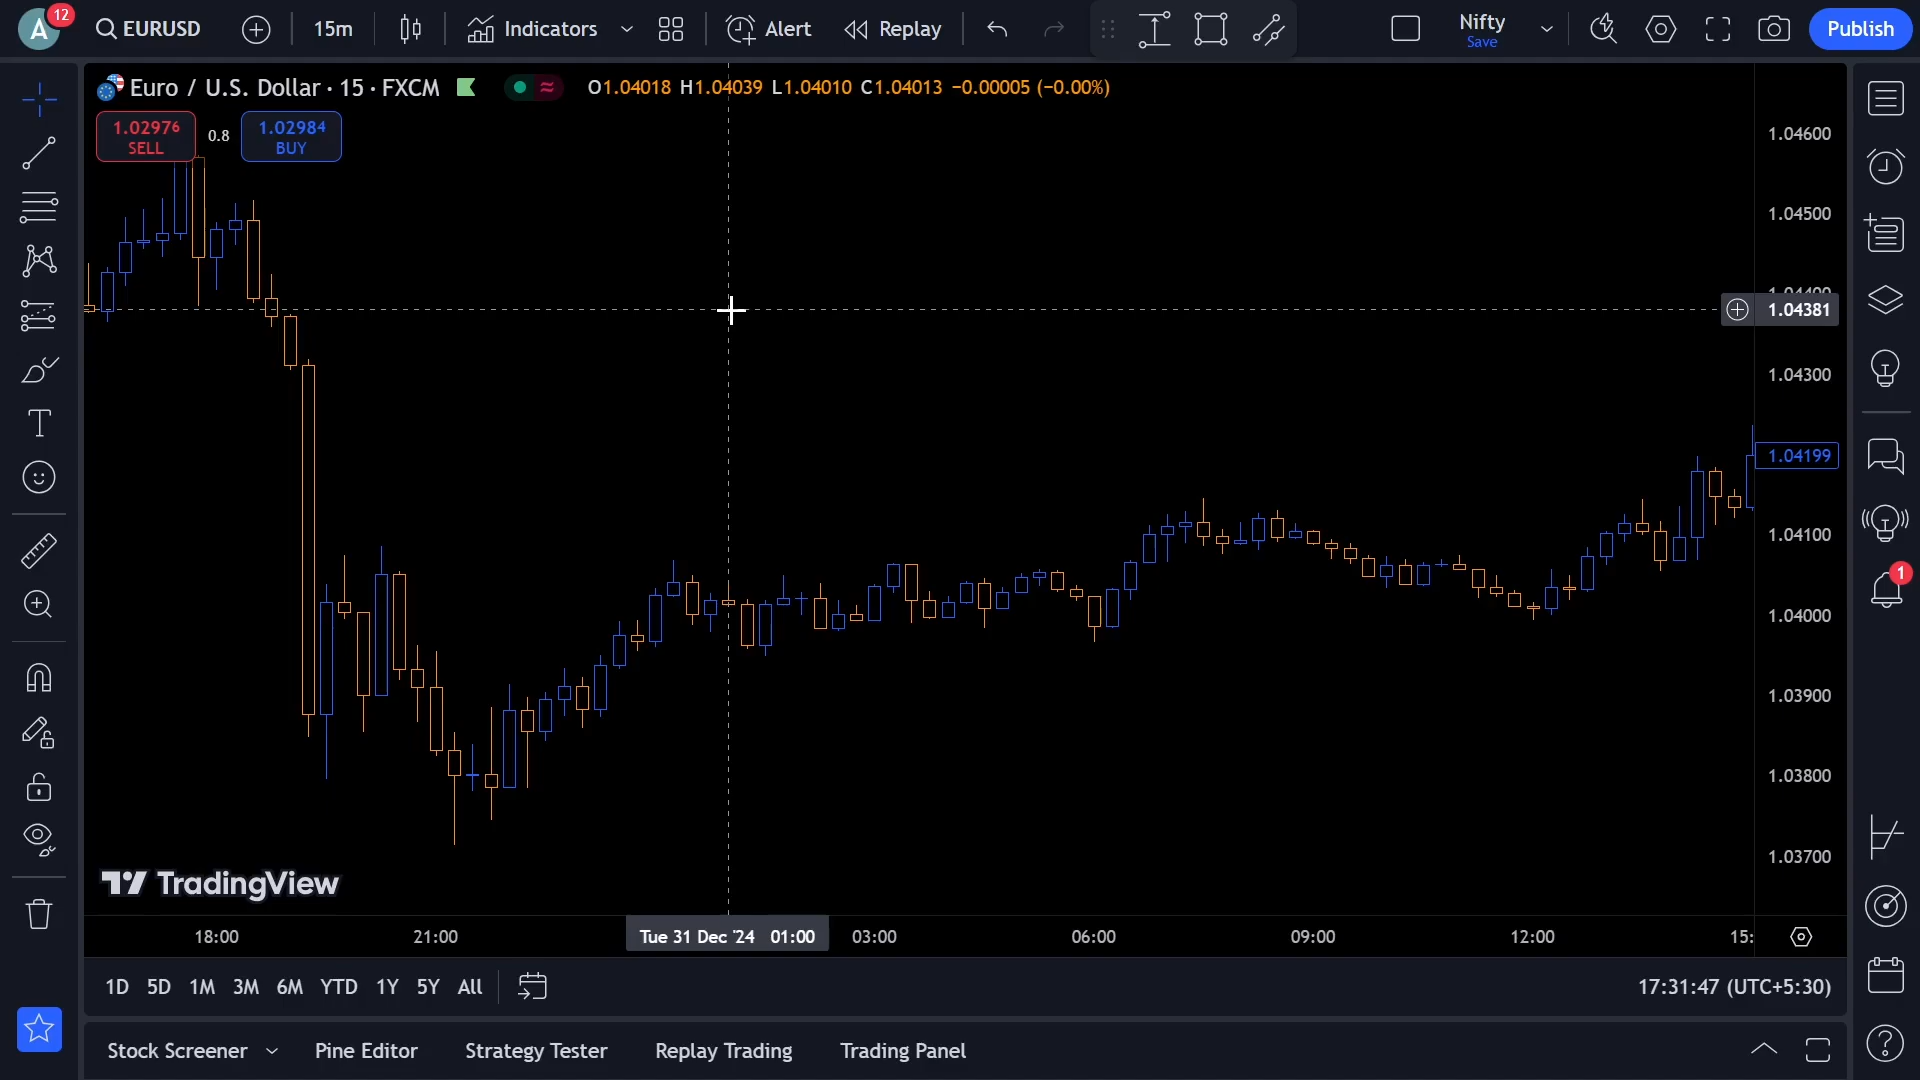 A 12 EURUSD 15m Indicators Alert Replay Nifty Save Publish
Euro / U.S. Dollar · 15 · FXCM O1.04018 H1.04039 L1.04010 C1.04013 −0.00005 (−0.00%)
1.02976 SELL 0.8 1.02984 BUY
1.04600
1.04500
1.04381
1.04300
1.04199
1.04100
1.04000
1.03900
1.03800
1.03700
1
TradingView
18:00 21:00 Tue 31 Dec '24 01:00 03:00 06:00 09:00 12:00 15:
1D 5D 1M 3M 6M YTD 1Y 5Y All 17:31:47 (UTC+5:30)
Stock Screener Pine Editor Strategy Tester Replay Trading Trading Panel